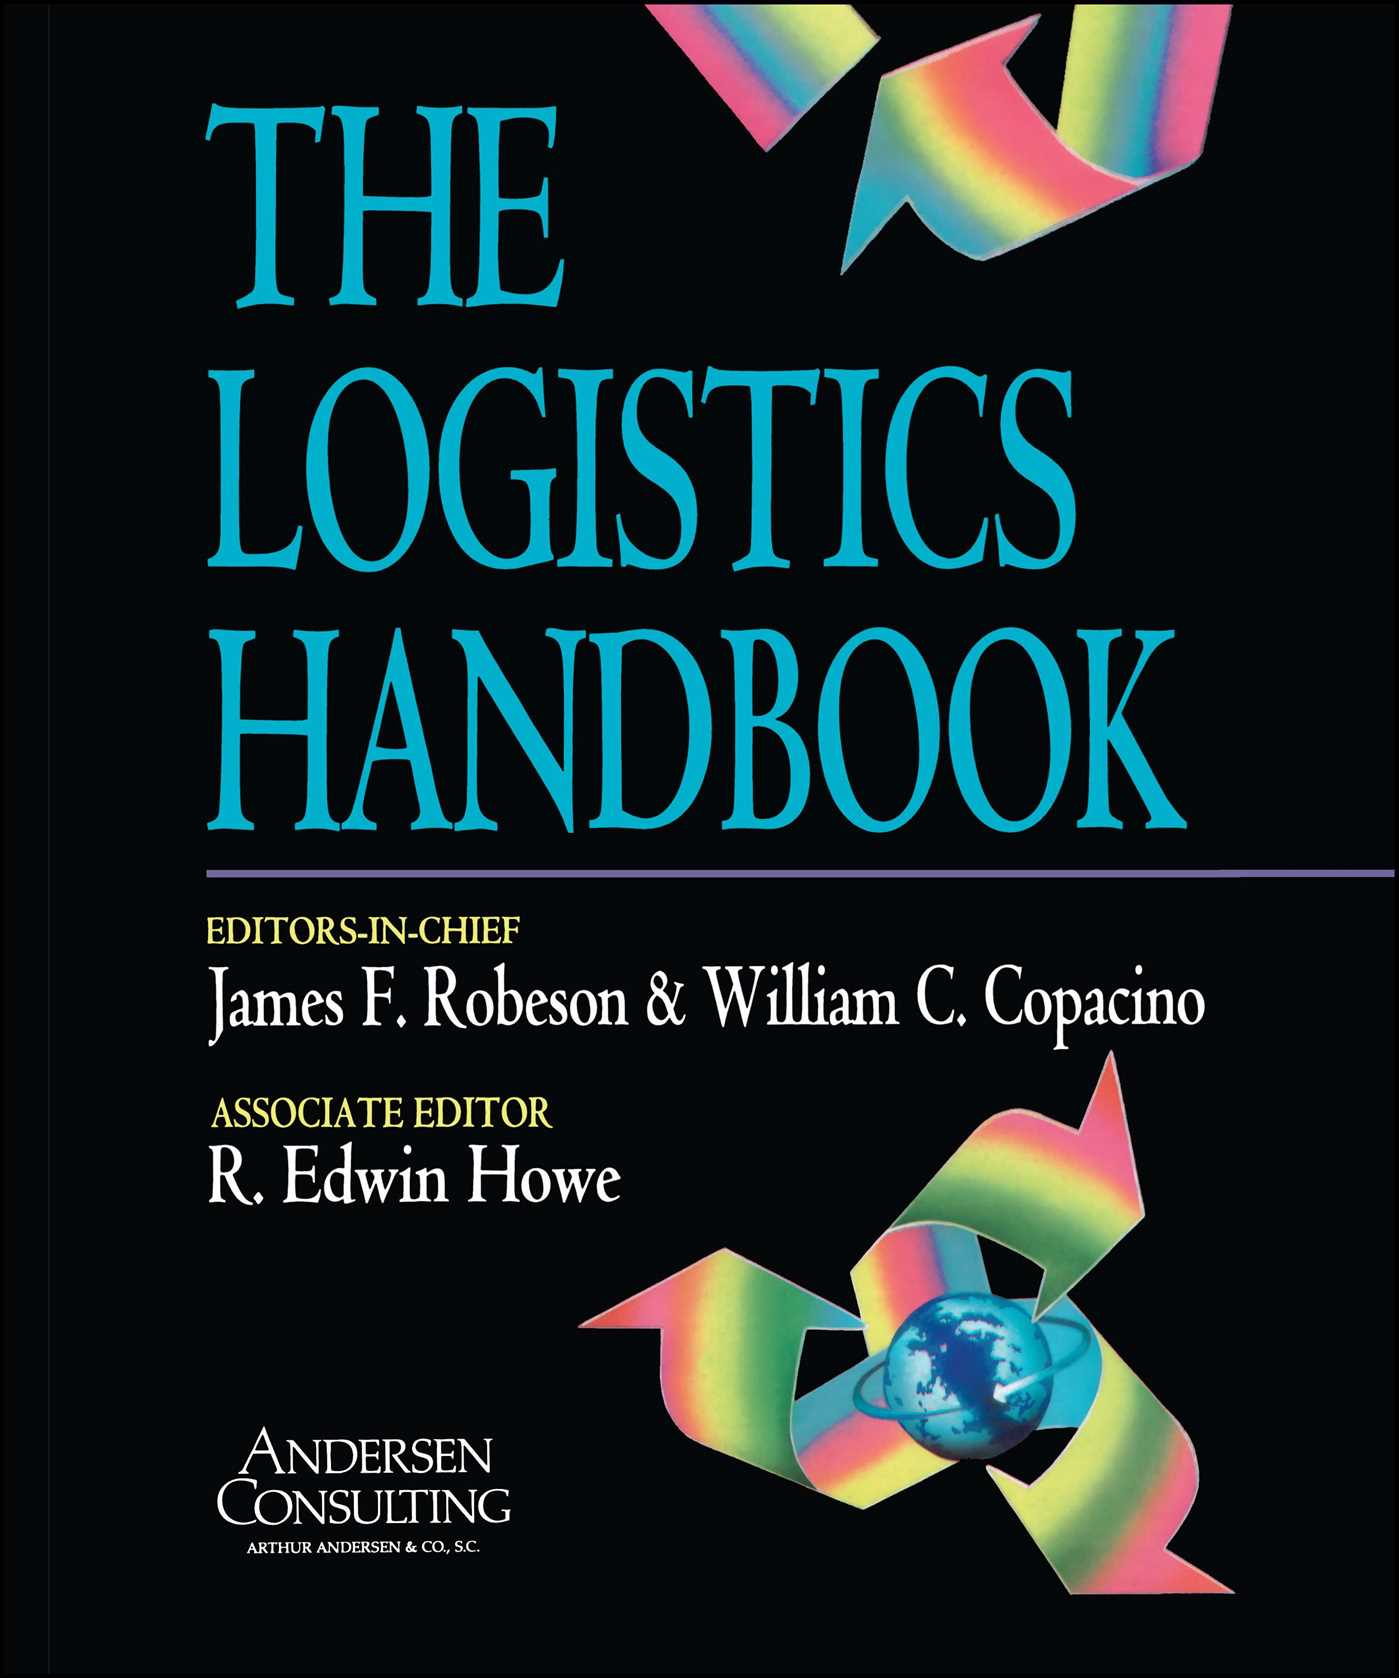 THE
LOGISTICS
HANDBOOK
EDITORS-IN-CHIEF
James F. Robeson & William C. Copacino
ASSOCIATE EDITOR
R. Edwin Howe
ANDERSEN
CONSULTING
ARTHUR ANDERSEN & CO., S.C.